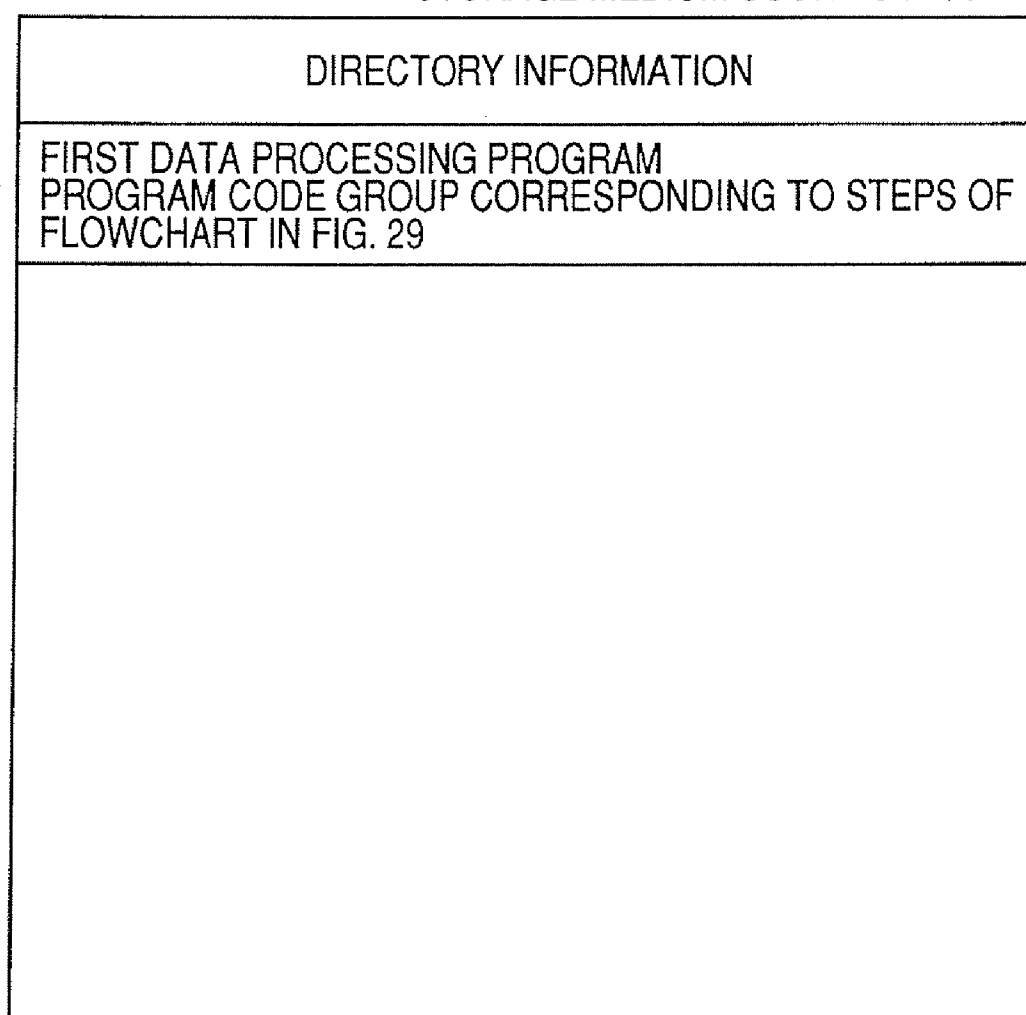 DIRECTORY INFORMATION
FIRST DATA PROCESSING PROGRAM
PROGRAM CODE GROUP CORRESPONDING TO STEPS OF
FLOWCHART IN FIG. 29